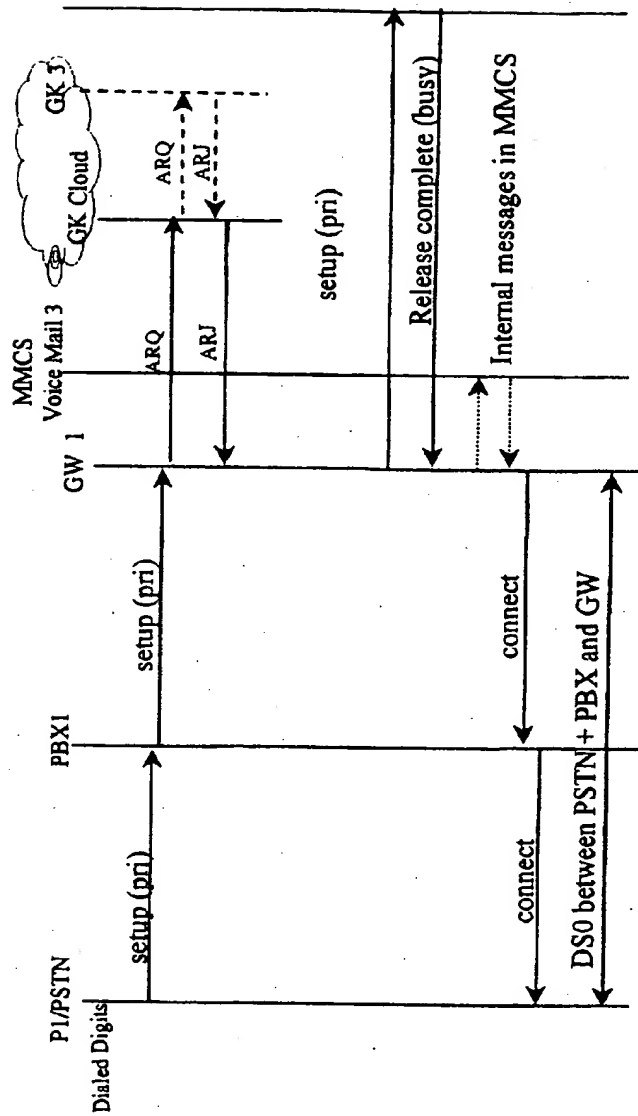 P1/PSTN
Dialed Digits
PBX1
GW 1
MMCS
Voice Mail 3
GK Cloud
GK 3
setup (pri)
setup (pri)
ARQ
ARQ
ARJ
ARJ
setup (pri)
Release complete (busy)
Internal messages in MMCS
connect
connect
DS0 between PSTN + PBX and GW